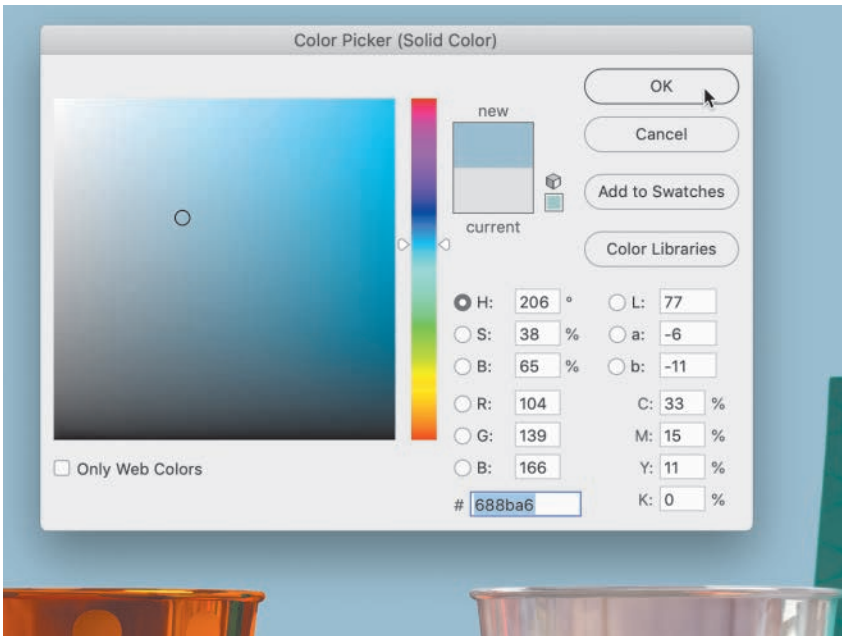 Color Picker (Solid Color)
OK
new
Cancel
Add to Swatches
current
Color Libraries
H: 206 ° L: 77
S: 38 % a: -6
B: 65 % b: -11
R: 104 C: 33 %
G: 139 M: 15 %
Only Web Colors B: 166 Y: 11 %
# 688ba6 K: 0 %